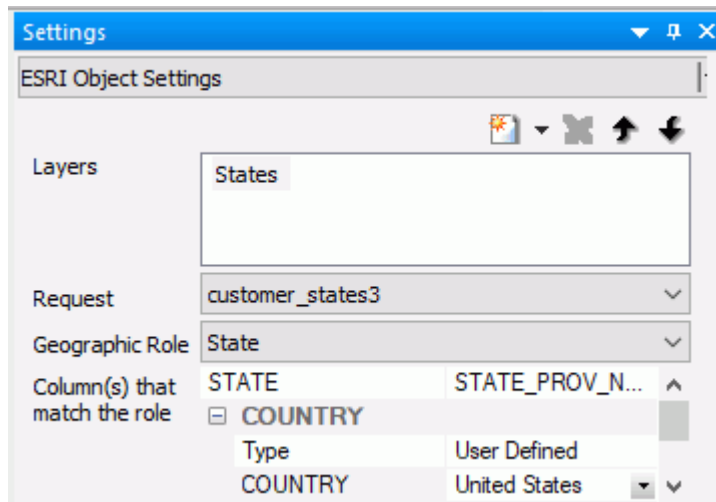 Settings
ESRI Object Settings
Layers
States
Request customer_states3
Geographic Role State
Column(s) that match the role
STATE STATE_PROV_N...
COUNTRY
Type User Defined
COUNTRY United States